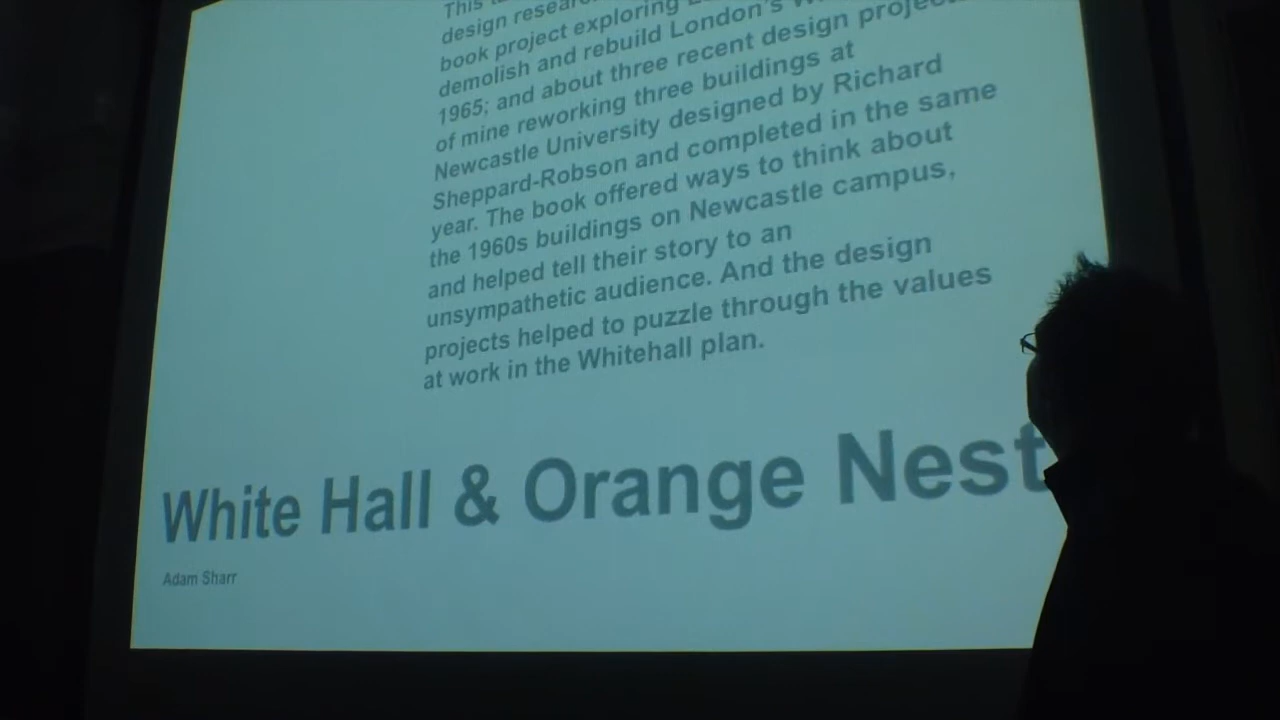 This
design
book project exploring
demolish and rebuild London's
1965; and about three recent design
of mine reworking three buildings at
Newcastle University designed by Richard
Sheppard-Robson and completed in the same
year. The book offered ways to think about
the 1960s buildings on Newcastle campus,
and helped tell their story to an
unsympathetic audience. And the design
projects helped to puzzle through the values
at work in the Whitehall plan.
White Hall & Orange Nest
Adam Sharr